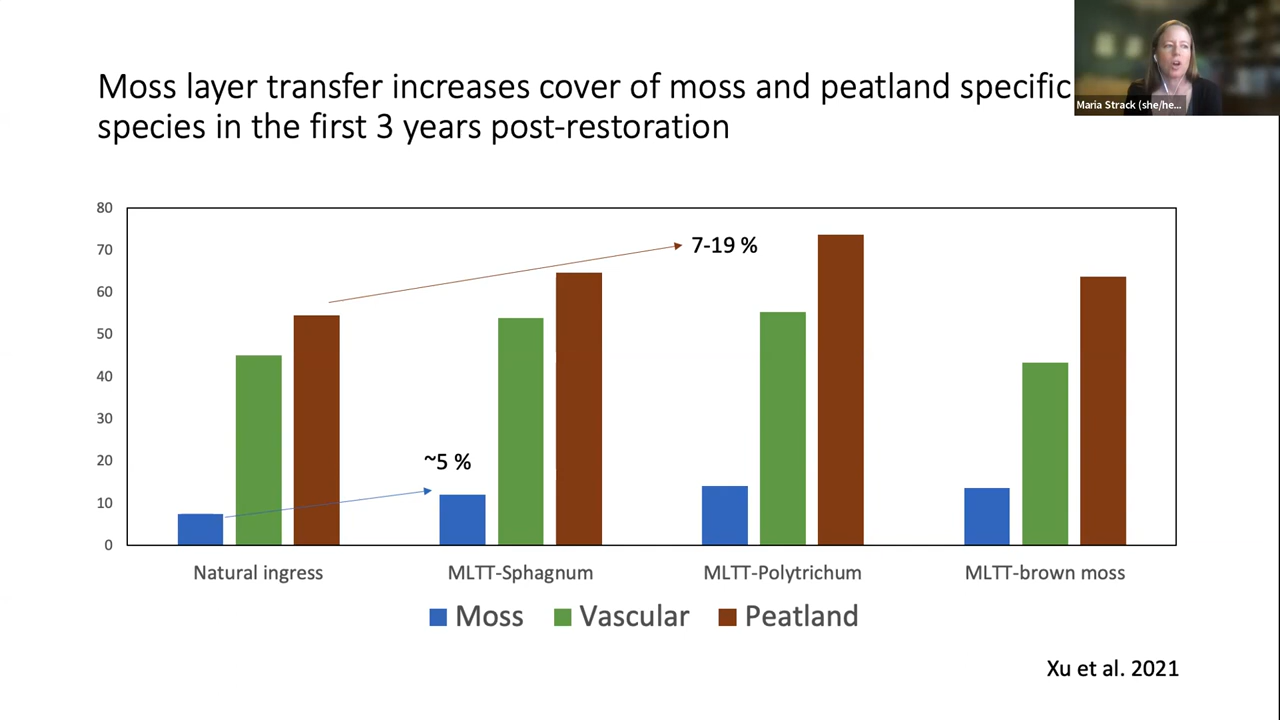 Moss layer transfer increases cover of moss and peatland specific
species in the first 3 years post-restoration
Maria Strack (she/he...
80
70
60
50
40
30
20
10
0
7-19 %
~5 %
Natural ingress
MLTT-Sphagnum
MLTT-Polytrichum
MLTT-brown moss
Moss
Vascular
Peatland
Xu et al. 2021